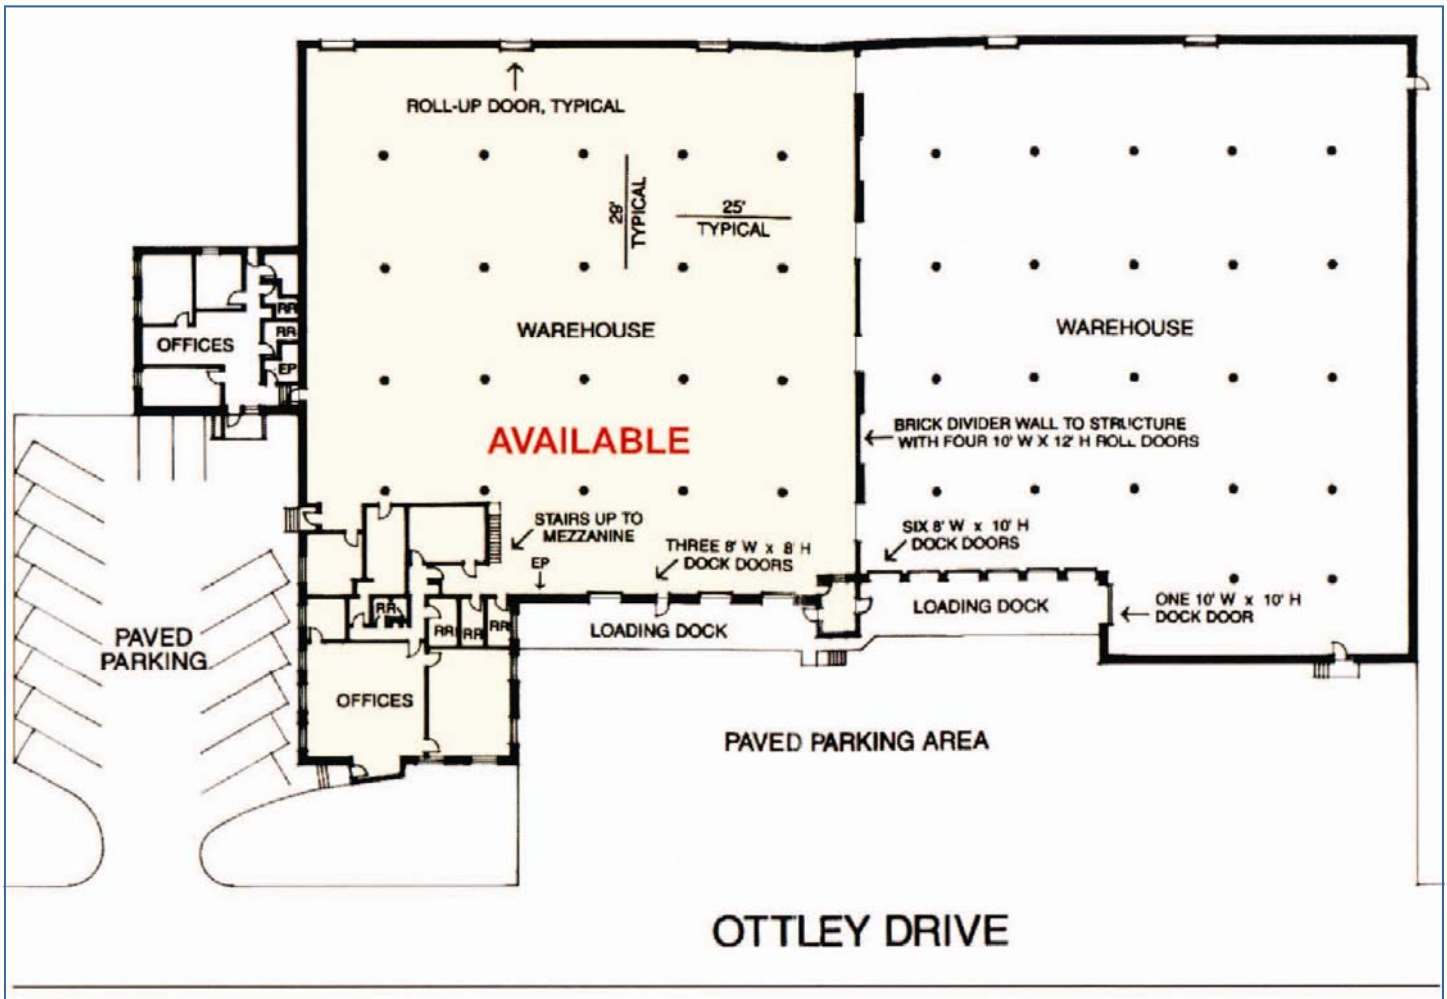 ROLL-UP DOOR, TYPICAL
29'
TYPICAL
25'
TYPICAL
WAREHOUSE
WAREHOUSE
RR
RR
EP
OFFICES
AVAILABLE
BRICK DIVIDER WALL TO STRUCTURE
WITH FOUR 10' W X 12' H ROLL DOORS
STAIRS UP TO
MEZZANINE
THREE 8' W x 8' H
DOCK DOORS
EP
SIX 8' W x 10' H
DOCK DOORS
ONE 10' W x 10' H
DOCK DOOR
LOADING DOCK
LOADING DOCK
RR
RR
RR
RR
PAVED
PARKING
OFFICES
PAVED PARKING AREA
OTTLEY DRIVE